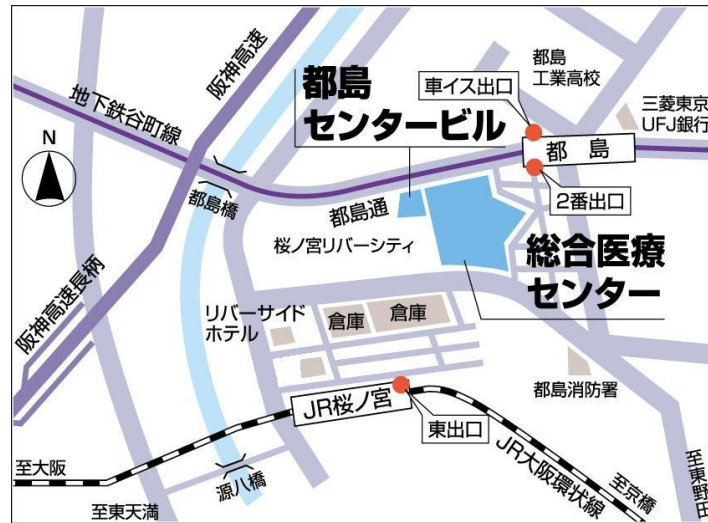 阪神高速
都島
工業高校
都島
センタービル
車イス出口
三菱東京
UFJ銀行
地下鉄谷町線
N
都島
2番出口
都島橋
都島通
桜ノ宮リバーシティ
総合医療
センター
阪神高速長柄
リバーサイド
ホテル
倉庫
倉庫
都島消防署
JR桜ノ宮
東出口
JR大阪環状線
至大阪
源八橋
至東天満
至京橋
至東野田